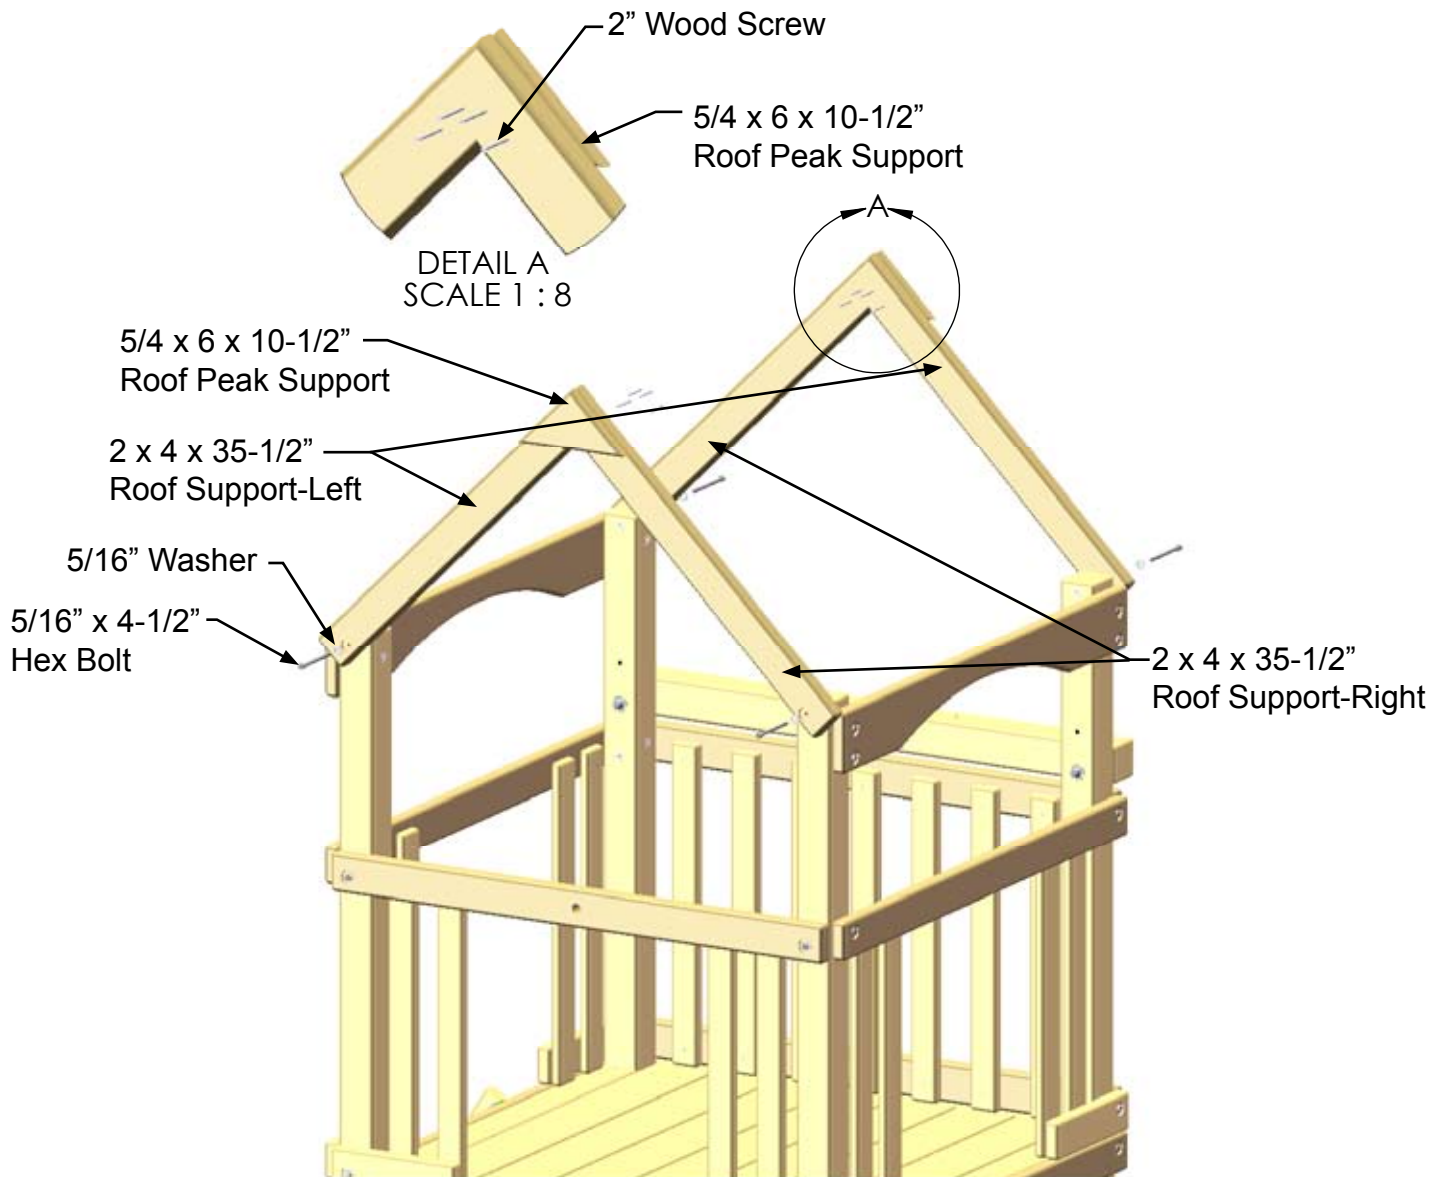 2” Wood Screw
5/4 x 6 x 10-1/2”
Roof Peak Support
A
DETAIL A
SCALE 1 : 8
5/4 x 6 x 10-1/2”
Roof Peak Support
2 x 4 x 35-1/2”
Roof Support-Left
5/16” Washer
5/16” x 4-1/2”
Hex Bolt
2 x 4 x 35-1/2”
Roof Support-Right